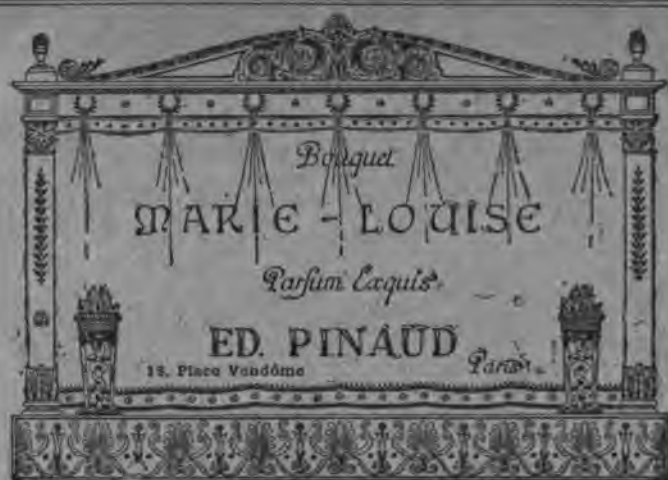 Bouquet
MARIE-LOUISE
Parfum Exquis
ED. PINAUD
18, Place Vendôme Paris